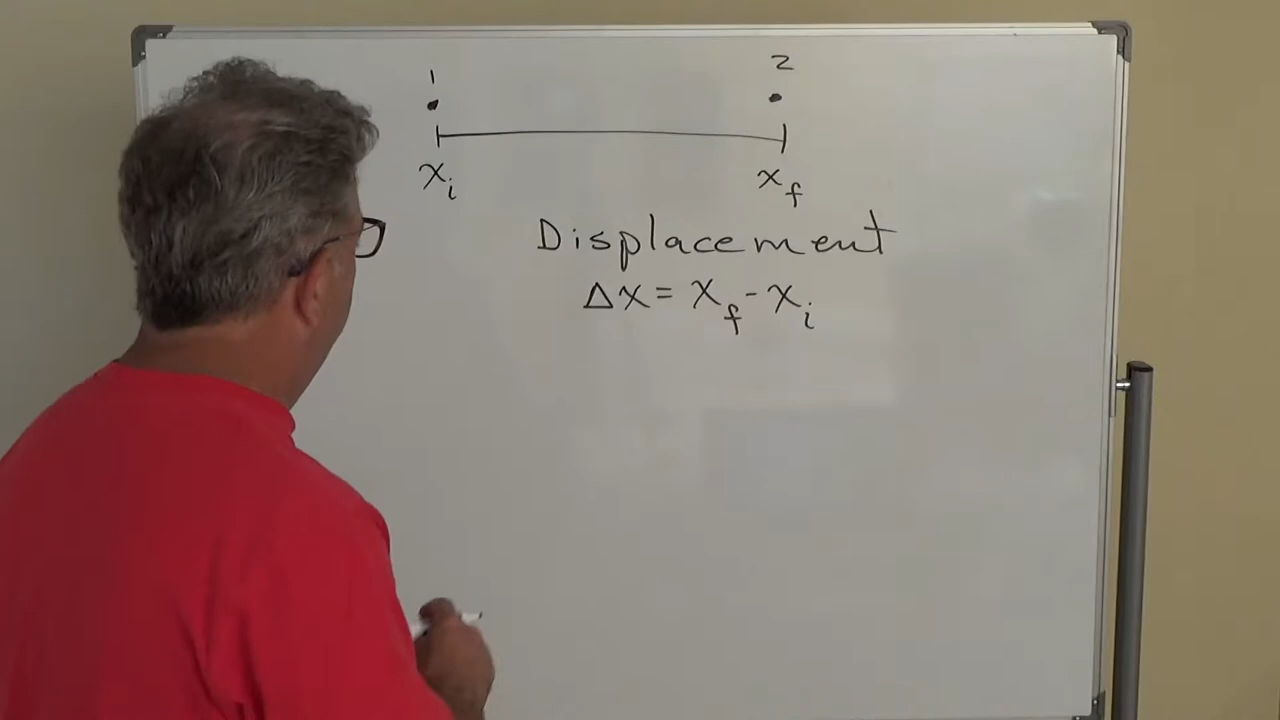 1 2
x_i x_f
Displacement
Δx = x_f - x_i